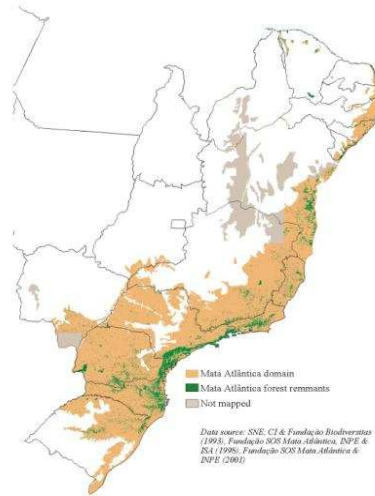 Mata Atlântica domain
Mata Atlântica forest remnants
Not mapped
Data source: SNE, CI & Fundação Biodiversitas
(1993), Fundação SOS Mata Atlântica, INPE &
ISA (1998), Fundação SOS Mata Atlântica &
INPE (2001)